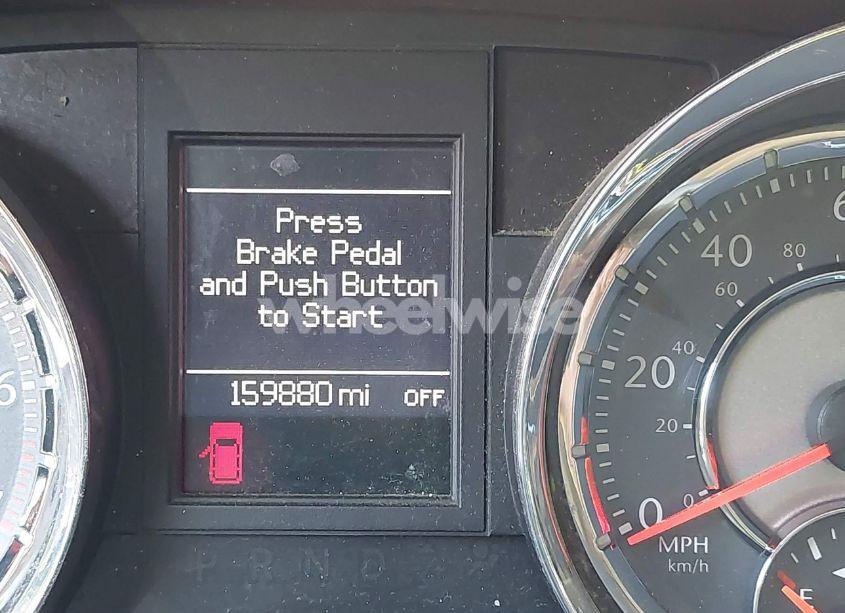 Press
Brake Pedal
and Push Button
to Start
wheelwise
159880 mi OFF
P R N D
6
40
20
0
MPH
km/h
80
60
40
20
0
E